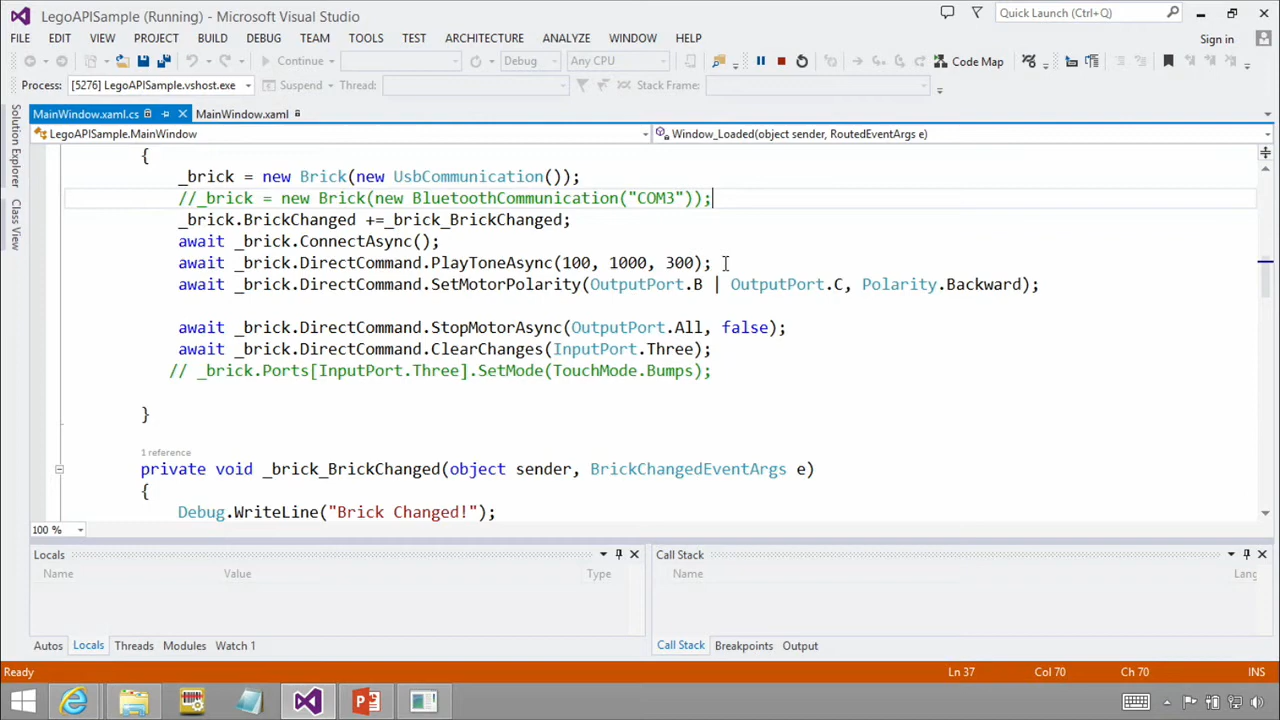 LegoAPISample (Running) - Microsoft Visual Studio
Quick Launch (Ctrl+Q)
FILE EDIT VIEW PROJECT BUILD DEBUG TEAM TOOLS TEST ARCHITECTURE ANALYZE WINDOW HELP
Sign in
Continue Debug Any CPU Code Map
Process: [5276] LegoAPISample.vshost.exe Suspend Thread: Stack Frame:
MainWindow.xaml.cs MainWindow.xaml
LegoAPISample.MainWindow Window_Loaded(object sender, RoutedEventArgs e)
Solution Explorer
Class View
{
_brick = new Brick(new UsbCommunication());
//_brick = new Brick(new BluetoothCommunication("COM3"));
_brick.BrickChanged +=_brick_BrickChanged;
await _brick.ConnectAsync();
await _brick.DirectCommand.PlayToneAsync(100, 1000, 300);
await _brick.DirectCommand.SetMotorPolarity(OutputPort.B | OutputPort.C, Polarity.Backward);
await _brick.DirectCommand.StopMotorAsync(OutputPort.All, false);
await _brick.DirectCommand.ClearChanges(InputPort.Three);
// _brick.Ports[InputPort.Three].SetMode(TouchMode.Bumps);
}
1 reference
private void _brick_BrickChanged(object sender, BrickChangedEventArgs e)
{
Debug.WriteLine("Brick Changed!");
100 %
Locals
Name Value Type
Call Stack
Name Lang
Autos Locals Threads Modules Watch 1
Call Stack Breakpoints Output
Ready Ln 37 Col 70 Ch 70 INS